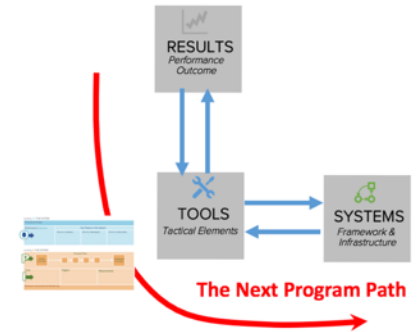 RESULTS
Performance
Outcome
TOOLS
Tactical Elements
SYSTEMS
Framework &
Infrastructure
The Next Program Path